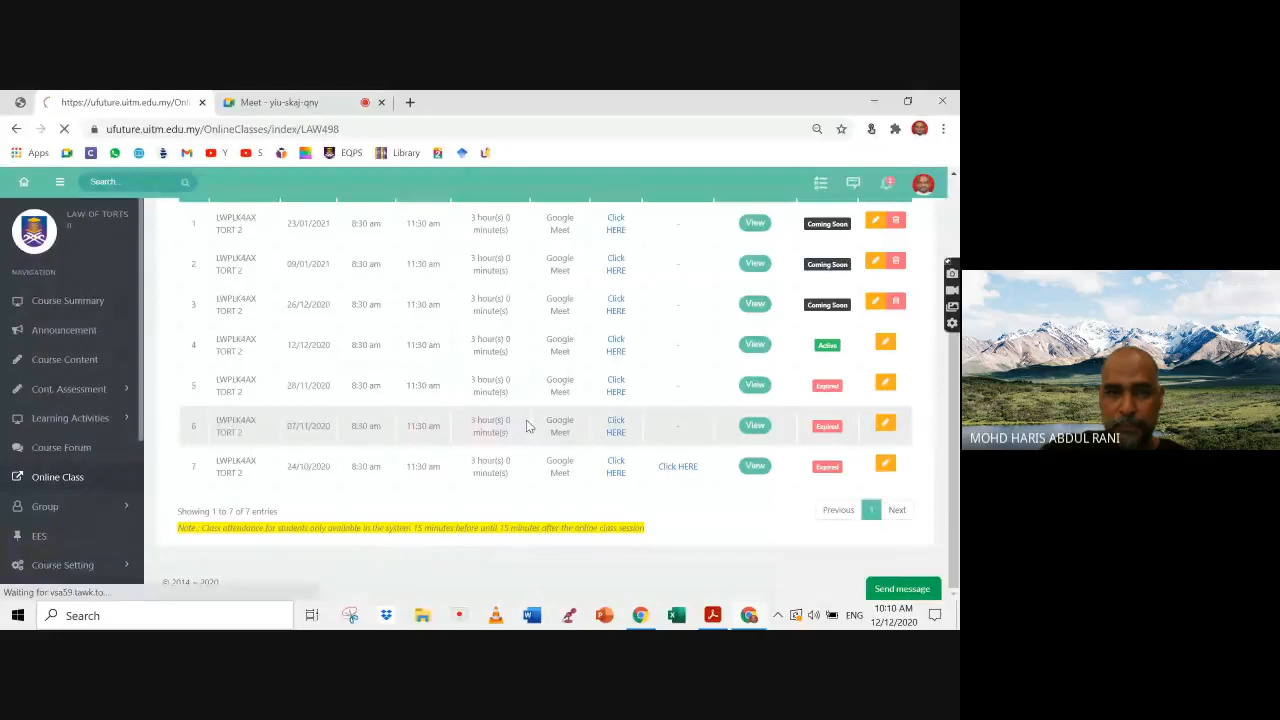 https://ufuture.uitm.edu.my/Onl
Meet - yiu-skaj-qny
ufuture.uitm.edu.my/OnlineClasses/index/LAW498
Apps
Y
S
EQPS
Library
Search...
LAW OF TORTS
II
NAVIGATION
Course Summary
Announcement
Course Content
Cont. Assessment
Learning Activities
Course Forum
Online Class
Group
EES
Course Setting
1 LWPLK4AX TORT 2 23/01/2021 8:30 am 11:30 am 3 hour(s) 0 minute(s) Google Meet Click HERE - View Coming Soon
2 LWPLK4AX TORT 2 09/01/2021 8:30 am 11:30 am 3 hour(s) 0 minute(s) Google Meet Click HERE - View Coming Soon
3 LWPLK4AX TORT 2 26/12/2020 8:30 am 11:30 am 3 hour(s) 0 minute(s) Google Meet Click HERE - View Coming Soon
4 LWPLK4AX TORT 2 12/12/2020 8:30 am 11:30 am 3 hour(s) 0 minute(s) Google Meet Click HERE - View Active
5 LWPLK4AX TORT 2 28/11/2020 8:30 am 11:30 am 3 hour(s) 0 minute(s) Google Meet Click HERE - View Expired
6 LWPLK4AX TORT 2 07/11/2020 8:30 am 11:30 am 3 hour(s) 0 minute(s) Google Meet Click HERE - View Expired
7 LWPLK4AX TORT 2 24/10/2020 8:30 am 11:30 am 3 hour(s) 0 minute(s) Google Meet Click HERE Click HERE View Expired
Showing 1 to 7 of 7 entries
Previous 1 Next
Note : Class attendance for students only available in the system 15 minutes before until 15 minutes after the online class session
© 2014 ~ 2020
Send message
Waiting for vsa59.tawk.to...
Search
ENG
10:10 AM
12/12/2020
MOHD HARIS ABDUL RANI